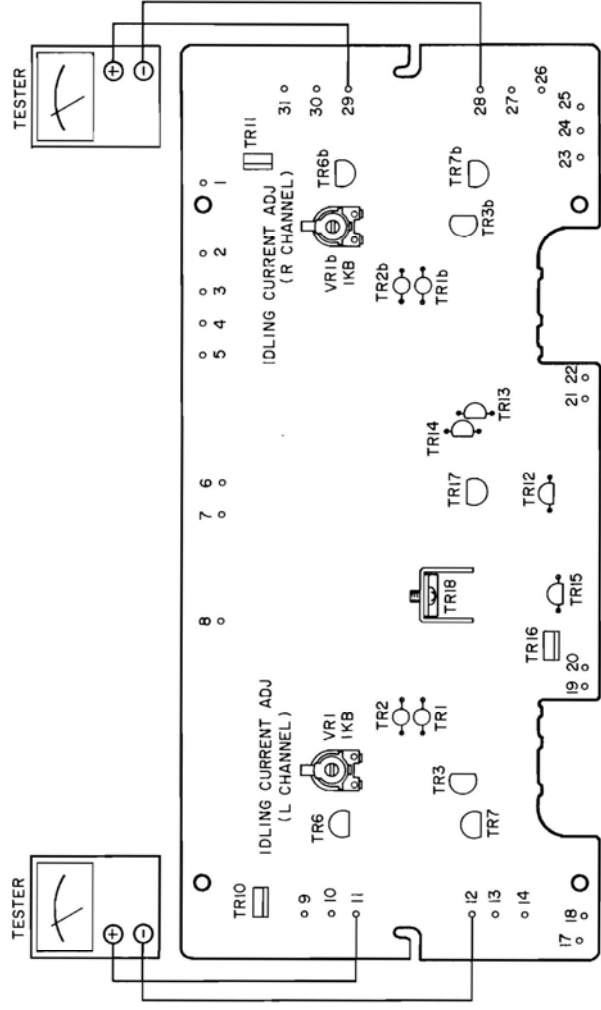 TESTER
TESTER
+
−
+
−
8
7
6
5
4
3
2
1
TR10
TR11
IDLING CURRENT ADJ
(L CHANNEL)
IDLING CURRENT ADJ
(R CHANNEL)
9
10
11
31
30
29
TR6
VR1
1KB
VR1b
1KB
TR6b
TR2
TR1
TR2b
TR1b
TR18
TR14
TR13
TR17
TR3
TR7
TR3b
TR7b
12
13
14
28
27
26
TR12
TR16
TR15
17
18
19
20
21
22
23
24
25